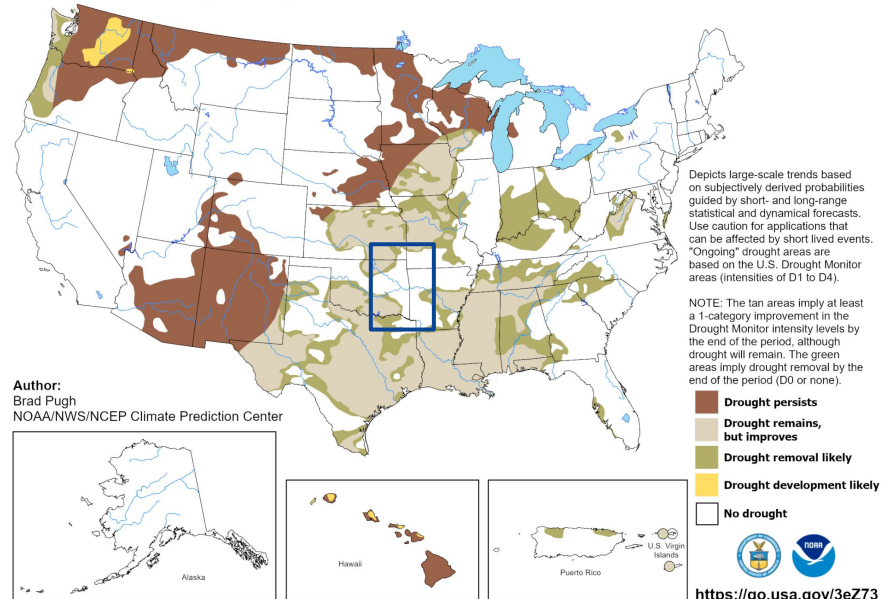 Depicts large-scale trends based
on subjectively derived probabilities
guided by short- and long-range
statistical and dynamical forecasts.
Use caution for applications that
can be affected by short lived events.
"Ongoing" drought areas are
based on the U.S. Drought Monitor
areas (intensities of D1 to D4).
NOTE: The tan areas imply at least
a 1-category improvement in the
Drought Monitor intensity levels by
the end of the period, although
drought will remain. The green
areas imply drought removal by the
end of the period (D0 or none).
Author:
Brad Pugh
NOAA/NWS/NCEP Climate Prediction Center
Drought persists
Drought remains,
but improves
Drought removal likely
Drought development likely
No drought
Alaska
Hawaii
Puerto Rico
U.S. Virgin
Islands
NOAA
https://go.usa.gov/3eZ73